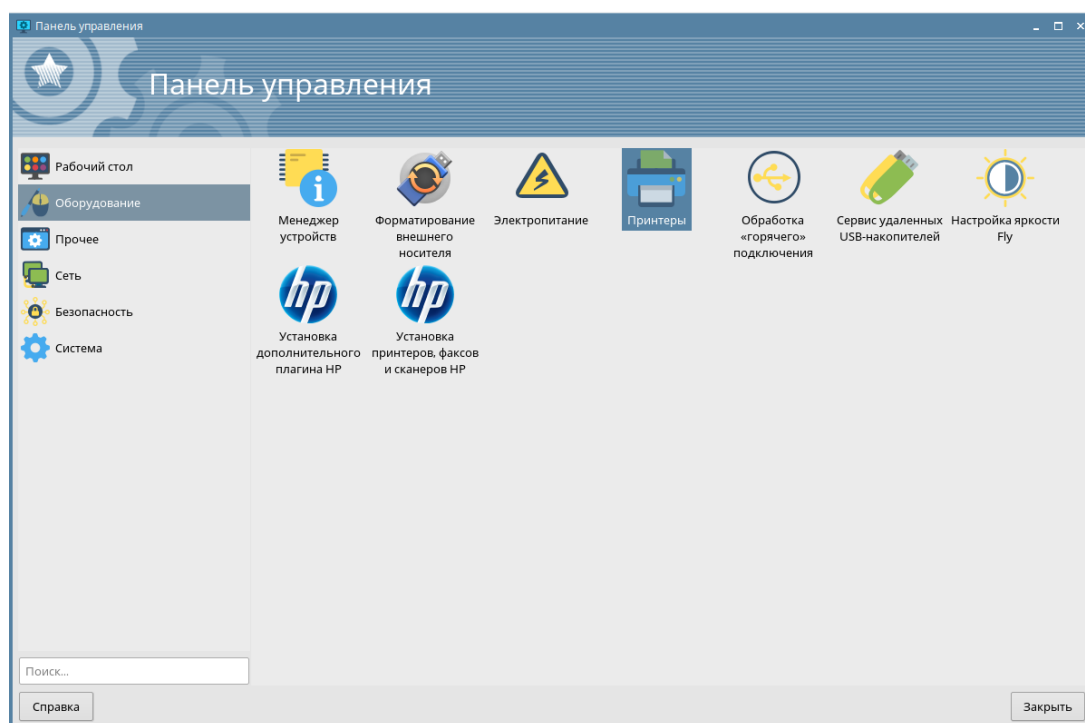 Панель управления
Панель управления
Рабочий стол
Оборудование
Прочее
Сеть
Безопасность
Система
Менеджер
устройств
Форматирование
внешнего
носителя
Электропитание
Принтеры
Обработка
«горячего»
подключения
Сервис удаленных
USB-накопителей
Настройка яркости
Fly
hp
Установка
дополнительного
плагина HP
hp
Установка
принтеров, факсов
и сканеров HP
Поиск...
Справка
Закрыть